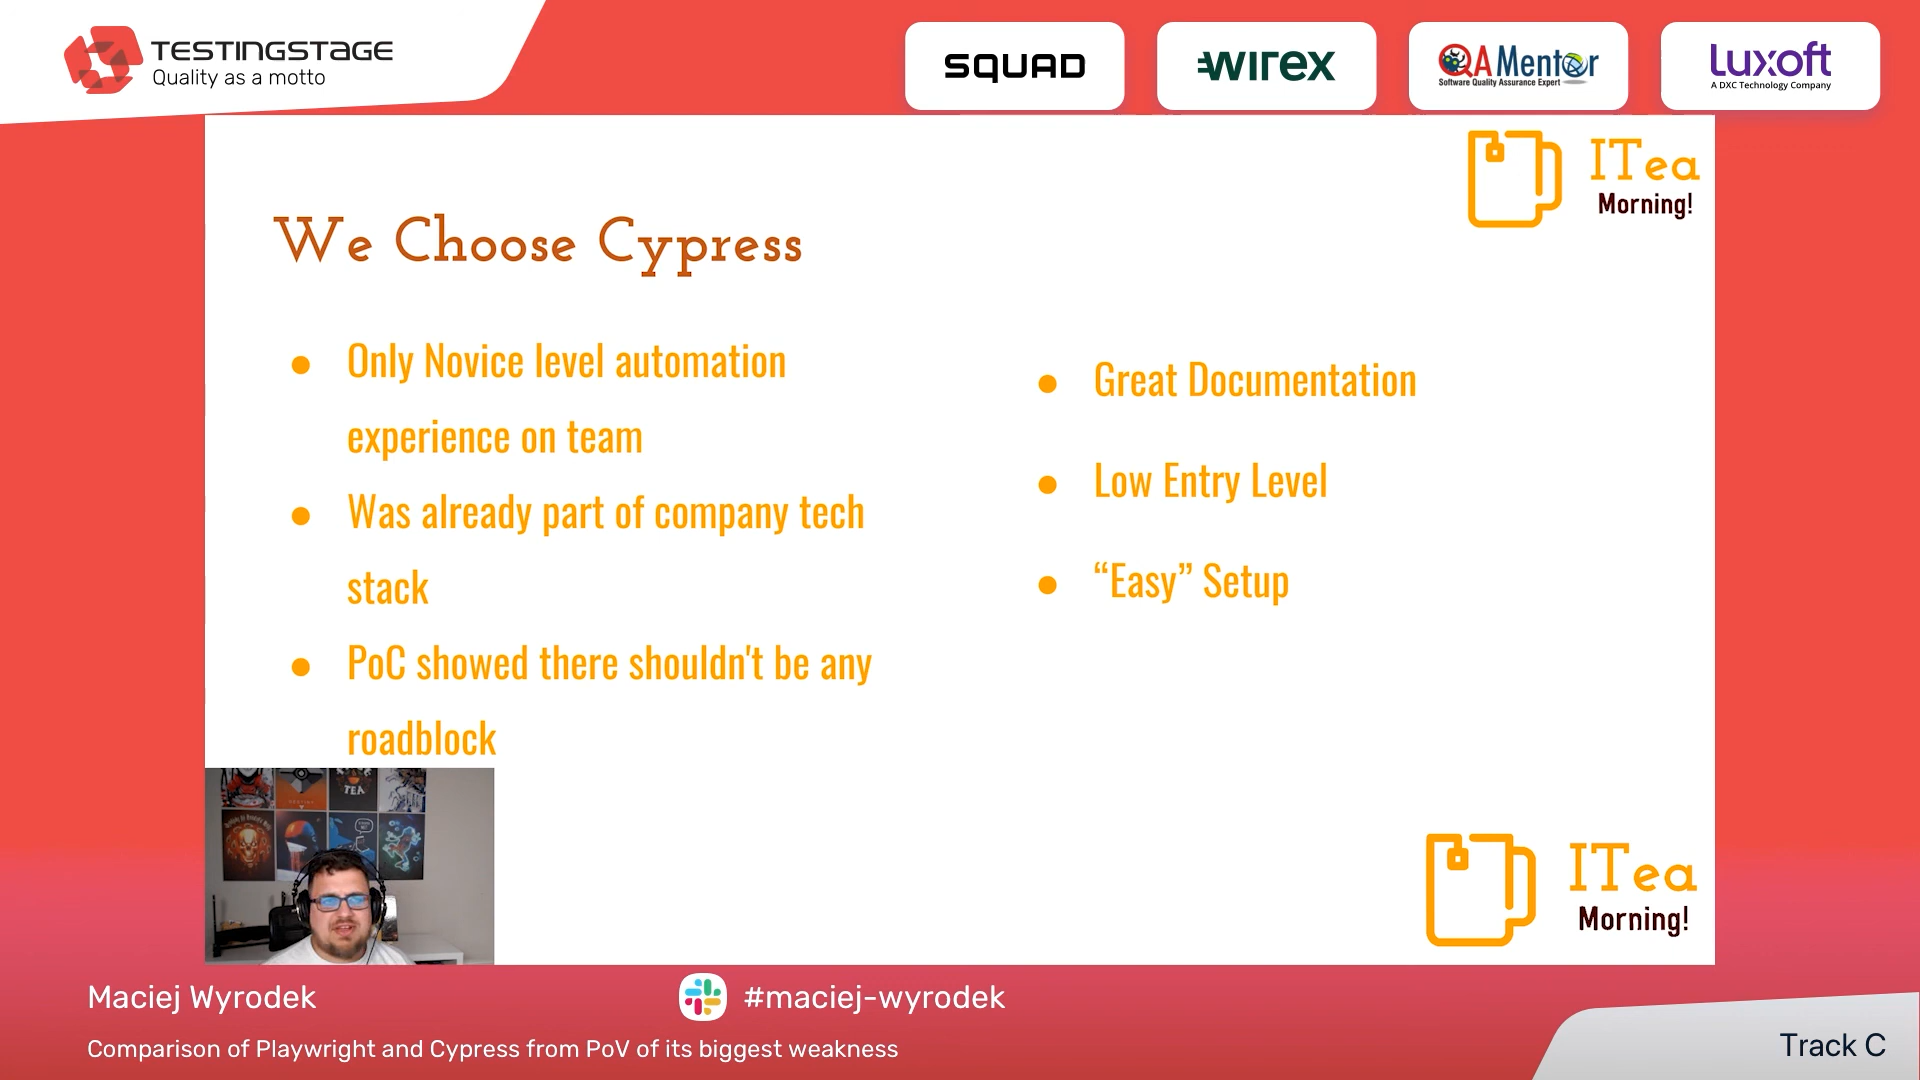 TESTINGSTAGE
Quality as a motto
SQUAD
WIREX
QA Mentor
Software Quality Assurance Expert
Luxoft
A DXC Technology Company
ITea
Morning!
We Choose Cypress
Only Novice level automation
experience on team
Was already part of company tech
stack
PoC showed there shouldn't be any
roadblock
Great Documentation
Low Entry Level
“Easy” Setup
TEA
ITea
Morning!
Maciej Wyrodek
#maciej-wyrodek
Comparison of Playwright and Cypress from PoV of its biggest weakness
Track C